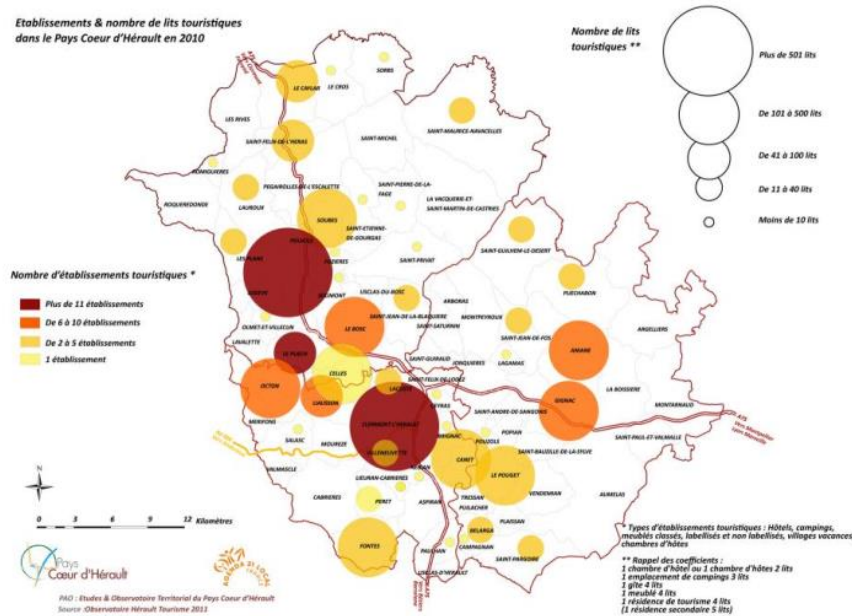 Etablissements & nombre de lits touristiques
dans le Pays Coeur d'Hérault en 2010
Nombre de lits
touristiques **
Plus de 501 lits
De 101 à 500 lits
De 41 à 100 lits
De 11 à 40 lits
Moins de 10 lits
A75
SORBS
LE CROS
LE CAYLAR
LES RIVES
SAINT-MICHEL
SAINT-MAURICE-NAVACELLES
SAINT-FELIX-DE-L'HERAS
ROMIGUIERES
PEGAIROLLES-DE-L'ESCALETTE
SAINT-PIERRE-DE-LA-
FAGE
ROQUEREDONDE
LAUROUX
LA VACQUERIE-ET-
SAINT-MARTIN-DE-CASTRIES
SOUBES
SAINT-ETIENNE-
DE-GOURGAS
SAINT-GUILHEM-LE-DESERT
POUJOLS
SAINT-PRIVAT
LES PLANS
Nombre d'établissements touristiques *
Plus de 11 établissements
De 6 à 10 établissements
De 2 à 5 établissements
1 établissement
PUECHABON
USCLAS-DU-BOSC
ARBORAS
SAINT-JEAN-DE-LA-BLAQUIERE
MONTPEYROUX
OLMET-ET-VILLECUN
LE BOSC
SAINT-SATURNIN
SAINT-JEAN-DE-FOS
ARGELLIERS
LAVALETTE
LE PUECH
SAINT-GUIRAUD
JONQUIERES
LAGAMAS
ANIANE
CELLES
SAINT-FELIX-DE-LODEZ
LACOSTE
OCTON
LIAUSSON
CEYRAS
LA BOISSIERE
GIGNAC
MONTARNAUD
SAINT-ANDRE-DE-SANGONIS
MERIFONS
CLERMONT L'HERAULT
A75
Vers Montpellier
Lyon Marseille
SALASC
MOUREZE
BRIGNAC
POUZOLS
POPIAN
SAINT-PAUL-ET-VALMALLE
VILLENEUVETTE
SAINT-BAUZILLE-DE-LA-SYLVE
VALMASCLE
CANET
LE POUGET
LIEURAN-CABRIERES
VENDEMIAN
CABRIERES
PERET
ASPIRAN
TRESSAN
PUILACHER
AUMELAS
PLAISSAN
BELARGA
FONTES
PAULHAN
CAMPAGNAN
SAINT-PARGOIRE
USCLAS-D'HERAULT
N
0 3 6 9 12 Kilomètres
* Types d'établissements touristiques : Hôtels, campings,
meublés classés, labellisés et non labellisés, villages vacances
chambres d'hôtes
** Rappel des coefficients :
1 chambre d'hôtel ou 1 chambre d'hôtes 2 lits
1 emplacement de campings 3 lits
1 gîte 4 lits
1 meublé 4 lits
1 résidence de tourisme 4 lits
(1 résidence secondaire 5 lits)
Pays
Cœur d'Hérault
AGENDA 21 LOCAL
PAO : Etudes & Observatoire Territorial du Pays Coeur d'Hérault
Source :Observatoire Hérault Tourisme 2011